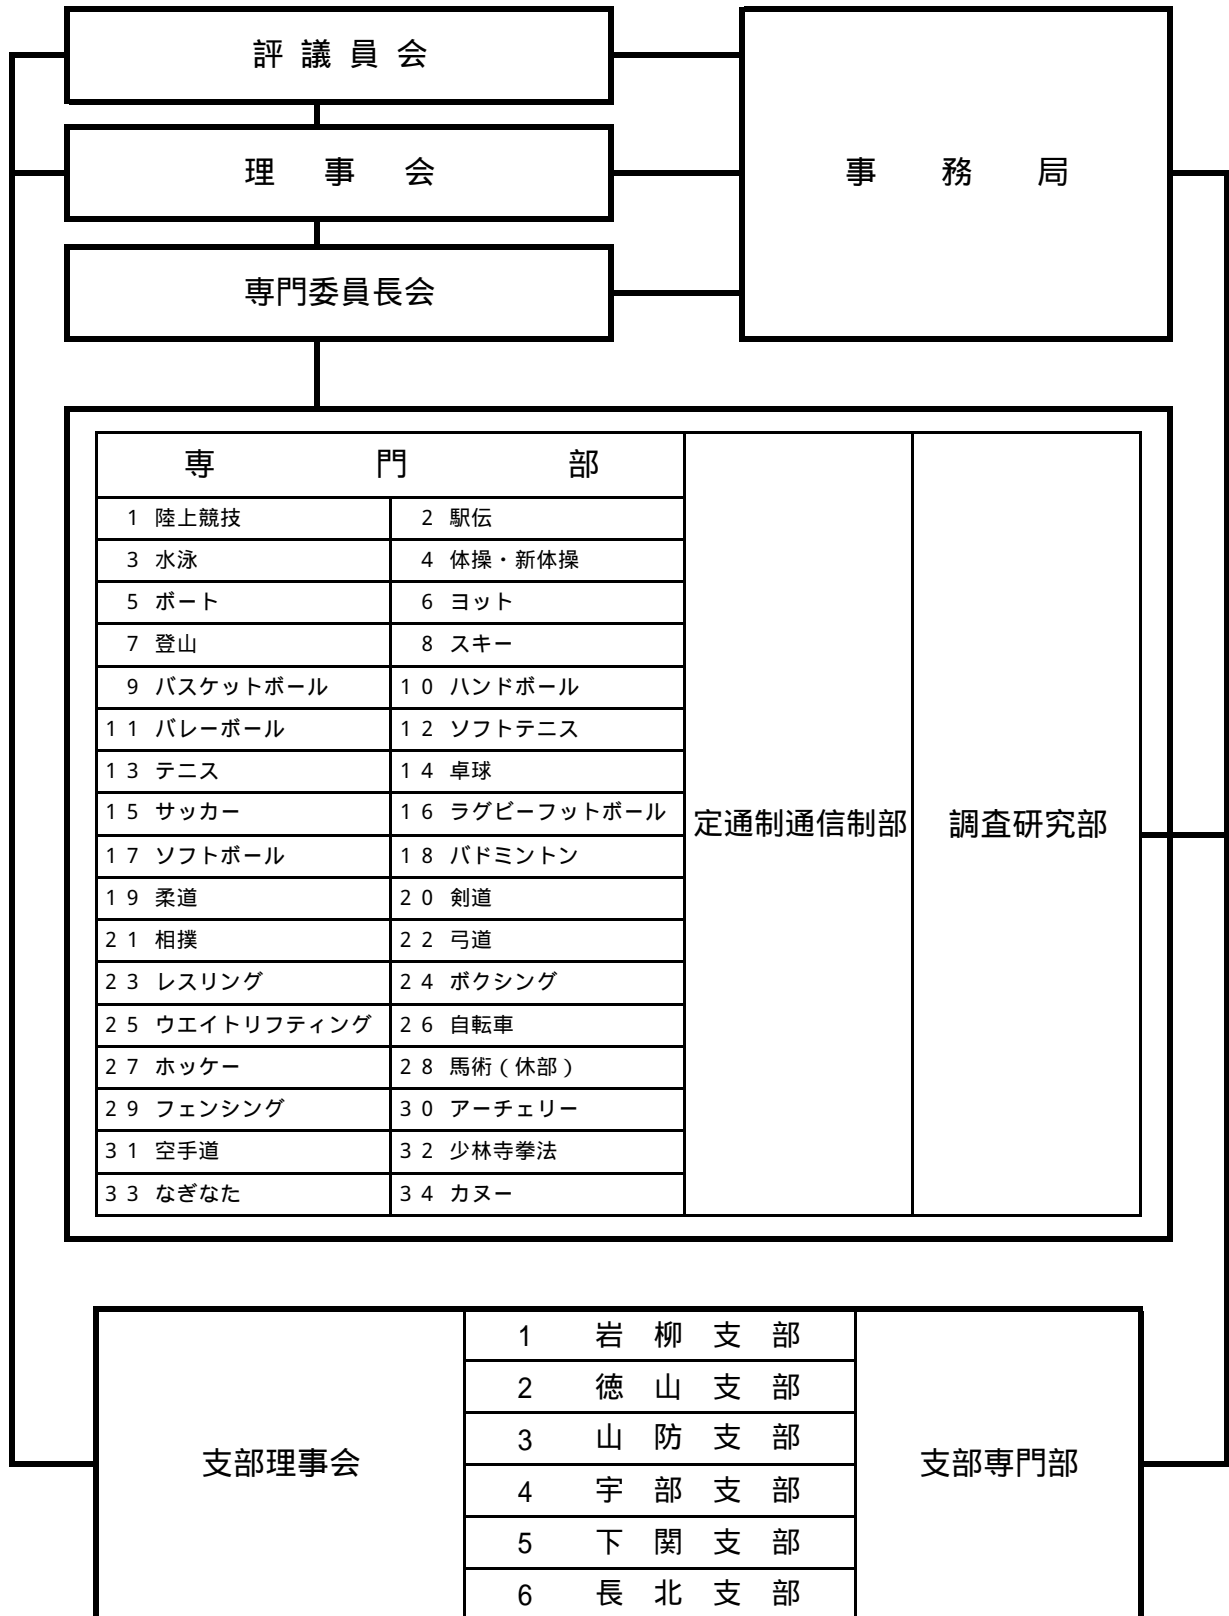 評議員会
理事会
事務局
専門委員長会
専門部
1 陸上競技
2 駅伝
3 水泳
4 体操・新体操
5 ボート
6 ヨット
7 登山
8 スキー
9 バスケットボール
10 ハンドボール
11 バレーボール
12 ソフトテニス
13 テニス
14 卓球
15 サッカー
16 ラグビーフットボール
17 ソフトボール
18 バドミントン
19 柔道
20 剣道
21 相撲
22 弓道
23 レスリング
24 ボクシング
25 ウエイトリフティング
26 自転車
27 ホッケー
28 馬術(休部)
29 フェンシング
30 アーチェリー
31 空手道
32 少林寺拳法
33 なぎなた
34 カヌー
定通制通信制部
調査研究部
支部理事会
1 岩柳支部
2 徳山支部
3 山防支部
4 宇部支部
5 下関支部
6 長北支部
支部専門部